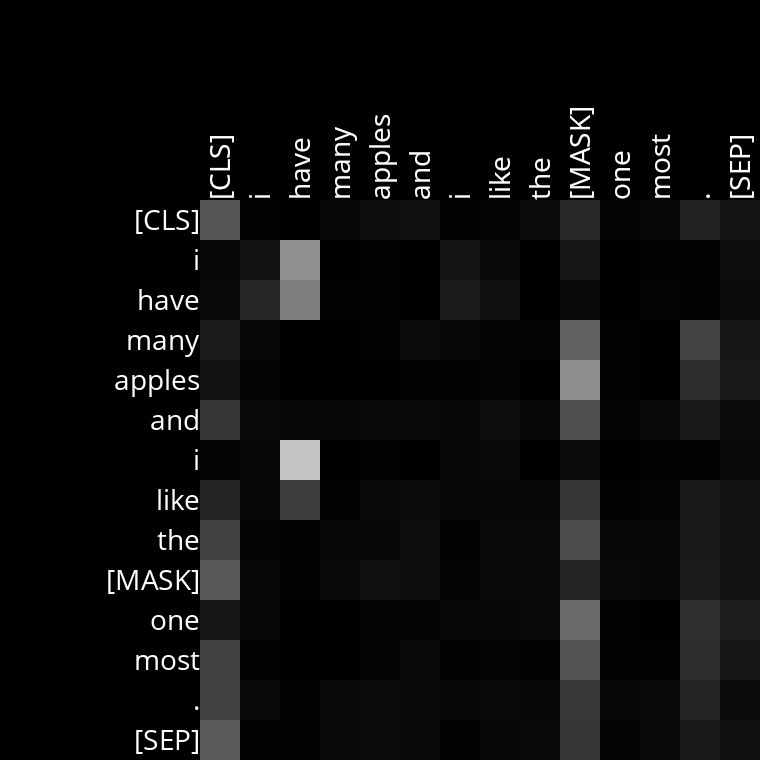 [CLS] i have many apples and i like the [MASK] one most . [SEP]
[CLS]
i
have
many
apples
and
i
like
the
[MASK]
one
most
.
[SEP]